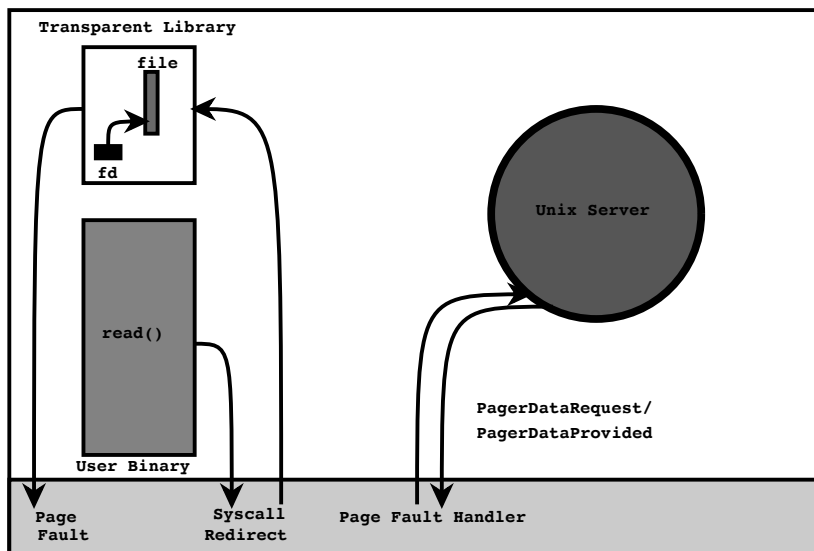 Transparent Library
file
fd
Unix Server
read()
PagerDataRequest/
PagerDataProvided
User Binary
Page
Fault
Syscall
Redirect
Page Fault Handler